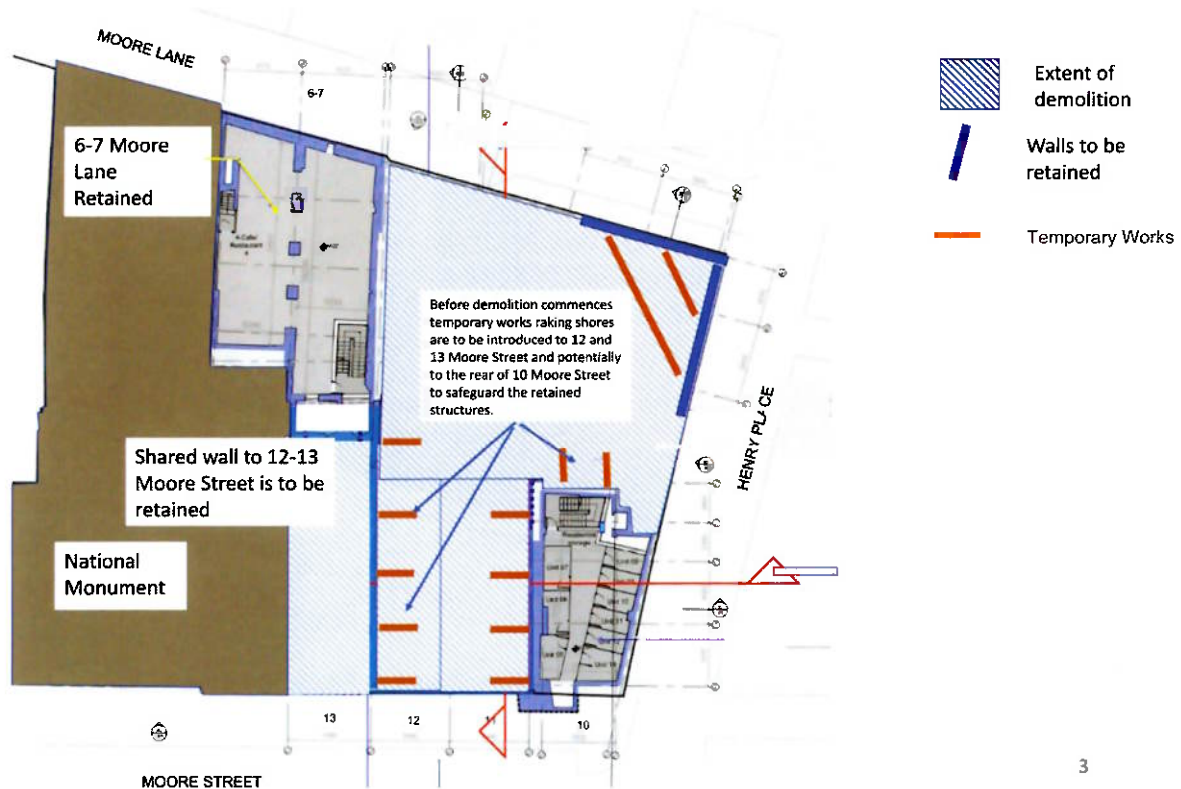 MOORE LANE
6-7
6-7 Moore
Lane
Retained
Before demolition commences
temporary works raking shores
are to be introduced to 12 and
13 Moore Street and potentially
to the rear of 10 Moore Street
to safeguard the retained
structures.
Shared wall to 12-13
Moore Street is to be
retained
National
Monument
HENRY PLACE
13
12
11
10
MOORE STREET
Extent of
demolition
Walls to be
retained
Temporary Works
3